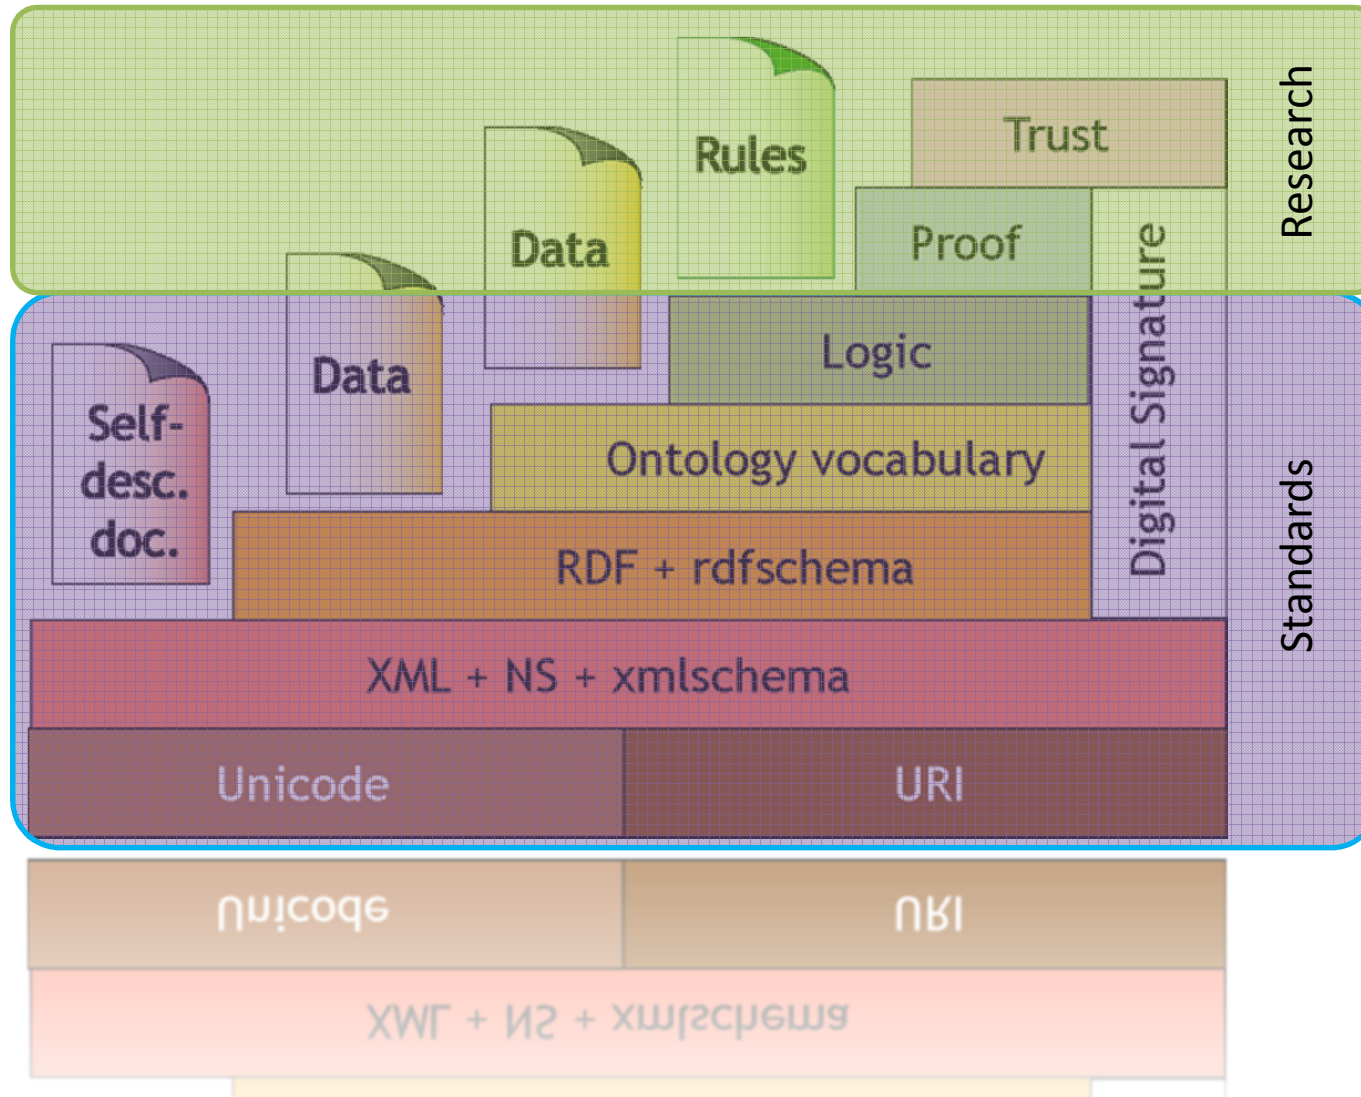 Trust
Rules
Research
Proof
Data
Digital Signature
Logic
Data
Self-
desc.
doc.
Ontology vocabulary
Standards
RDF + rdfschema
XML + NS + xmlschema
Unicode
URI
Unicode
URI
XML + NS + xmlschema